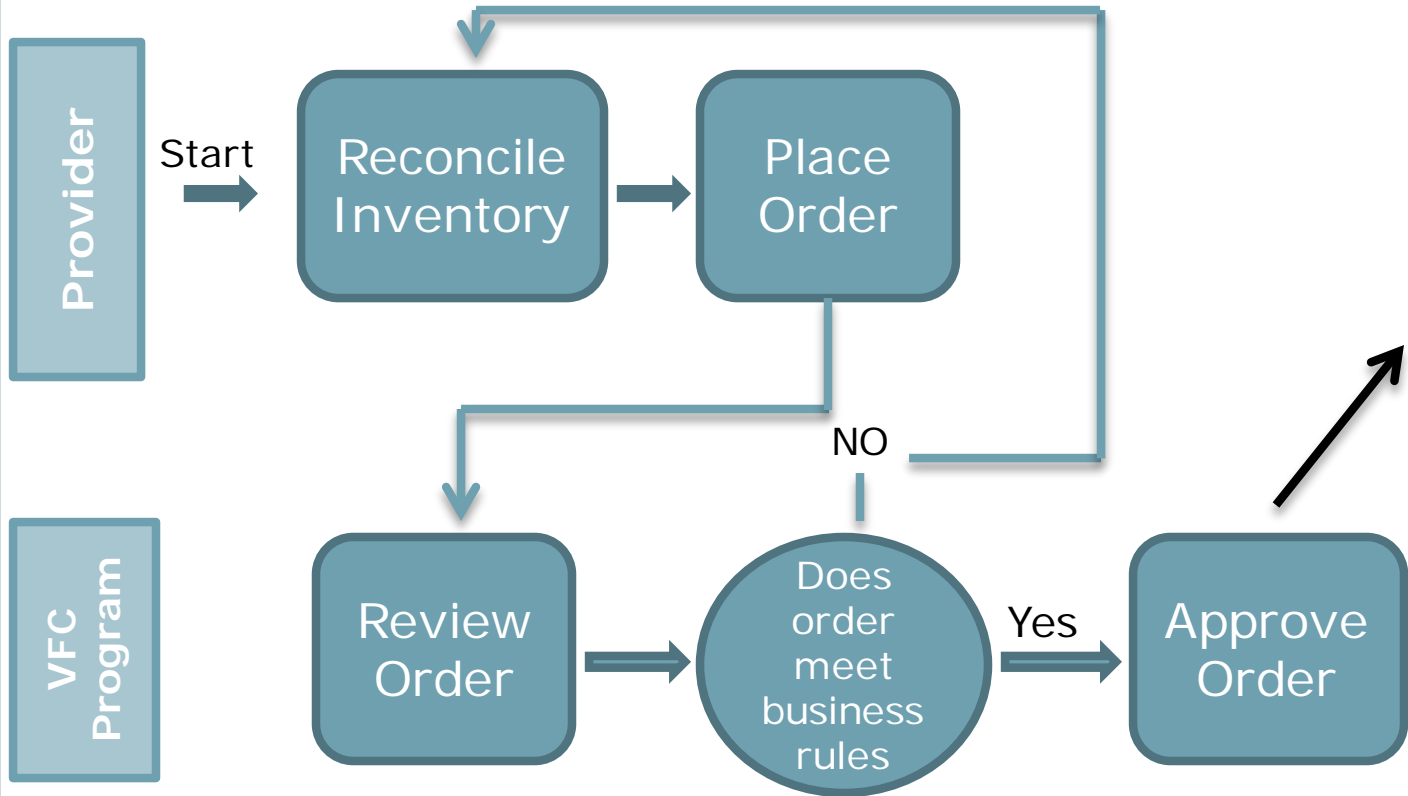 Provider
Start
Reconcile
Inventory
Place
Order
NO
VFC
Program
Review
Order
Does
order
meet
business
rules
Yes
Approve
Order